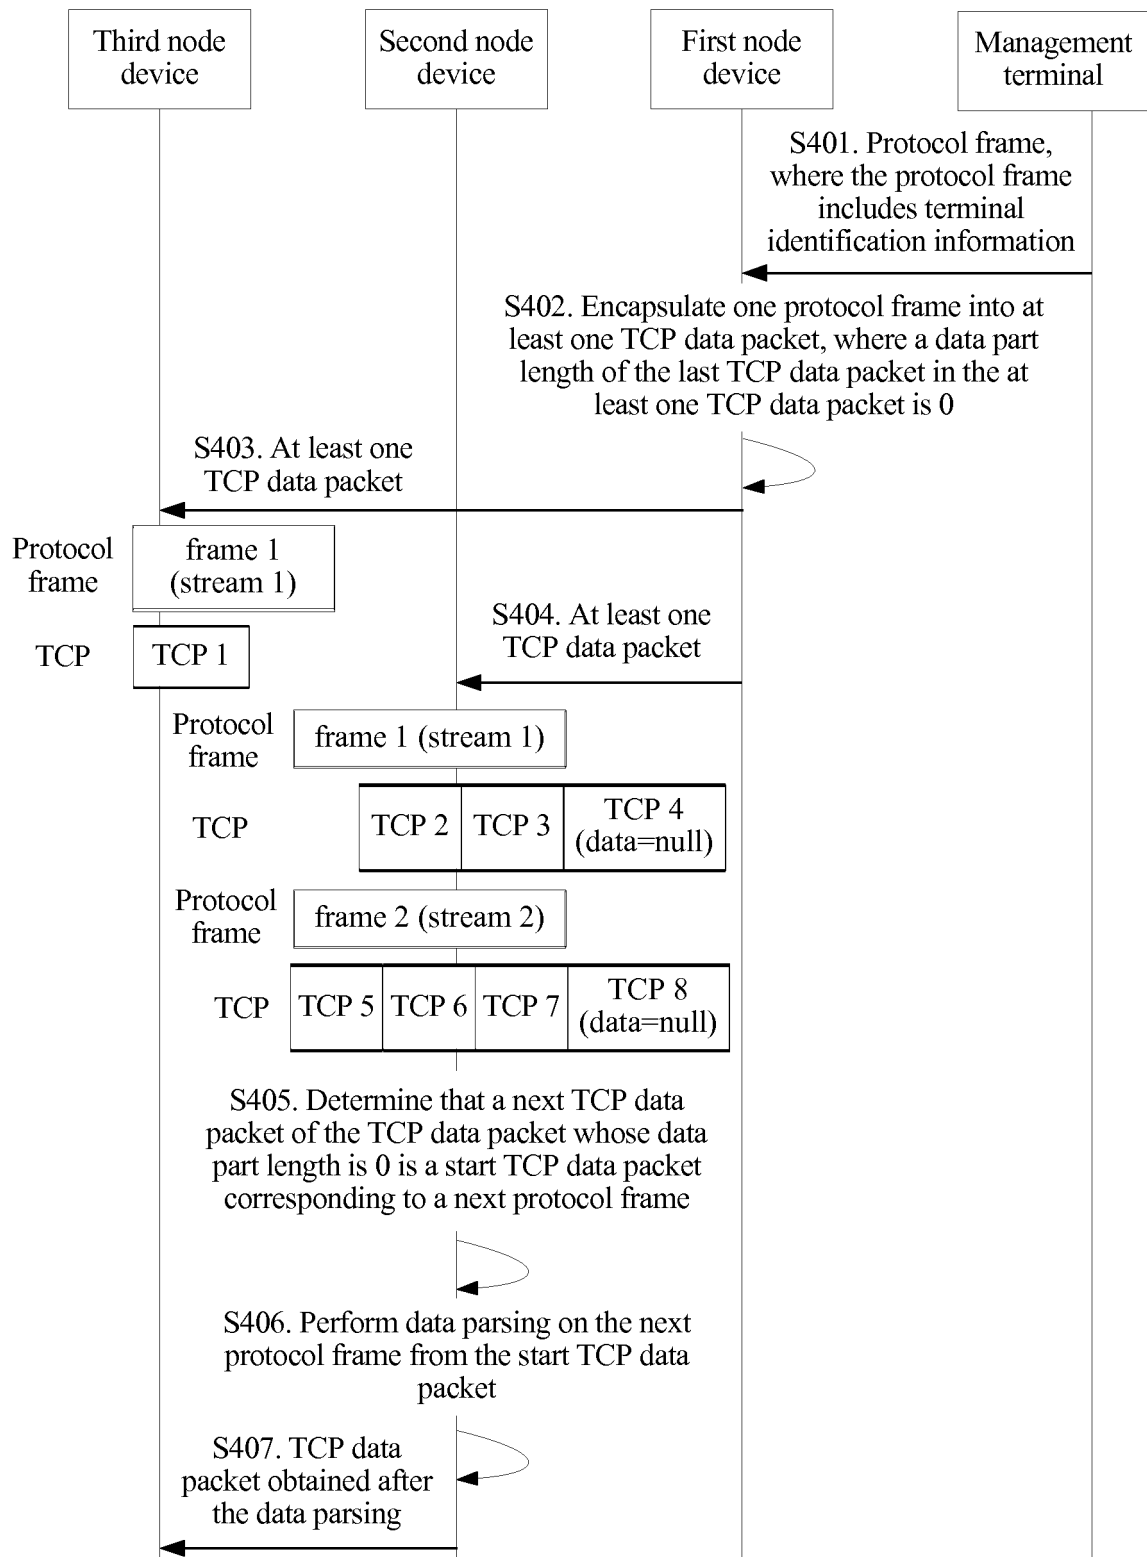 Third node
device
Second node
device
First node
device
Management
terminal
S401. Protocol frame,
where the protocol frame
includes terminal
identification information
S402. Encapsulate one protocol frame into at
least one TCP data packet, where a data part
length of the last TCP data packet in the at
least one TCP data packet is 0
S403. At least one
TCP data packet
Protocol
frame
frame 1
(stream 1)
TCP
TCP 1
S404. At least one
TCP data packet
Protocol
frame
frame 1 (stream 1)
TCP
TCP 2
TCP 3
TCP 4
(data=null)
Protocol
frame
frame 2 (stream 2)
TCP
TCP 5
TCP 6
TCP 7
TCP 8
(data=null)
S405. Determine that a next TCP data
packet of the TCP data packet whose data
part length is 0 is a start TCP data packet
corresponding to a next protocol frame
S406. Perform data parsing on the next
protocol frame from the start TCP data
packet
S407. TCP data
packet obtained after
the data parsing